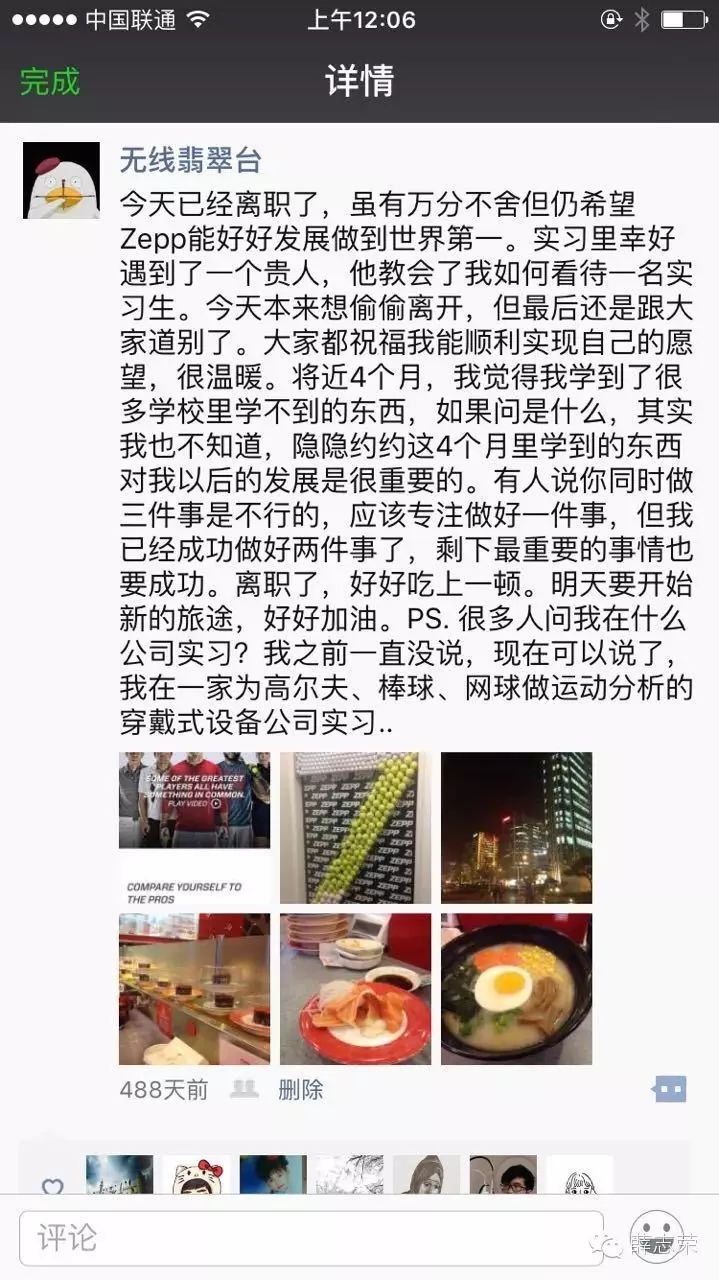 中国联通
上午12:06
完成
详情
无线翡翠台
今天已经离职了，虽有万分不舍但仍希望
Zepp能好好发展做到世界第一。实习里幸好
遇到了一个贵人，他教会了我如何看待一名实
习生。今天本来想偷偷离开，但最后还是跟大
家道别了。大家都祝福我能顺利实现自己的愿
望，很温暖。将近4个月，我觉得我学到了很
多学校里学不到的东西，如果问是什么，其实
我也不知道，隐隐约约这4个月里学到的东西
对我以后的发展是很重要的。有人说你同时做
三件事是不行的，应该专注做好一件事，但我
已经成功做好两件事了，剩下最重要的事情也
要成功。离职了，好好吃上一顿。明天要开始
新的旅途，好好加油。PS. 很多人问我在什么
公司实习？我之前一直没说，现在可以说了，
我在一家为高尔夫、棒球、网球做运动分析的
穿戴式设备公司实习..
SOME OF THE GREATEST
PLAYERS ALL HAVE
SOMETHING IN COMMON.
PLAY VIDEO
COMPARE YOURSELF TO
THE PROS
ZEPP ZEPP ZEPP
488天前
删除
评论
薛志荣